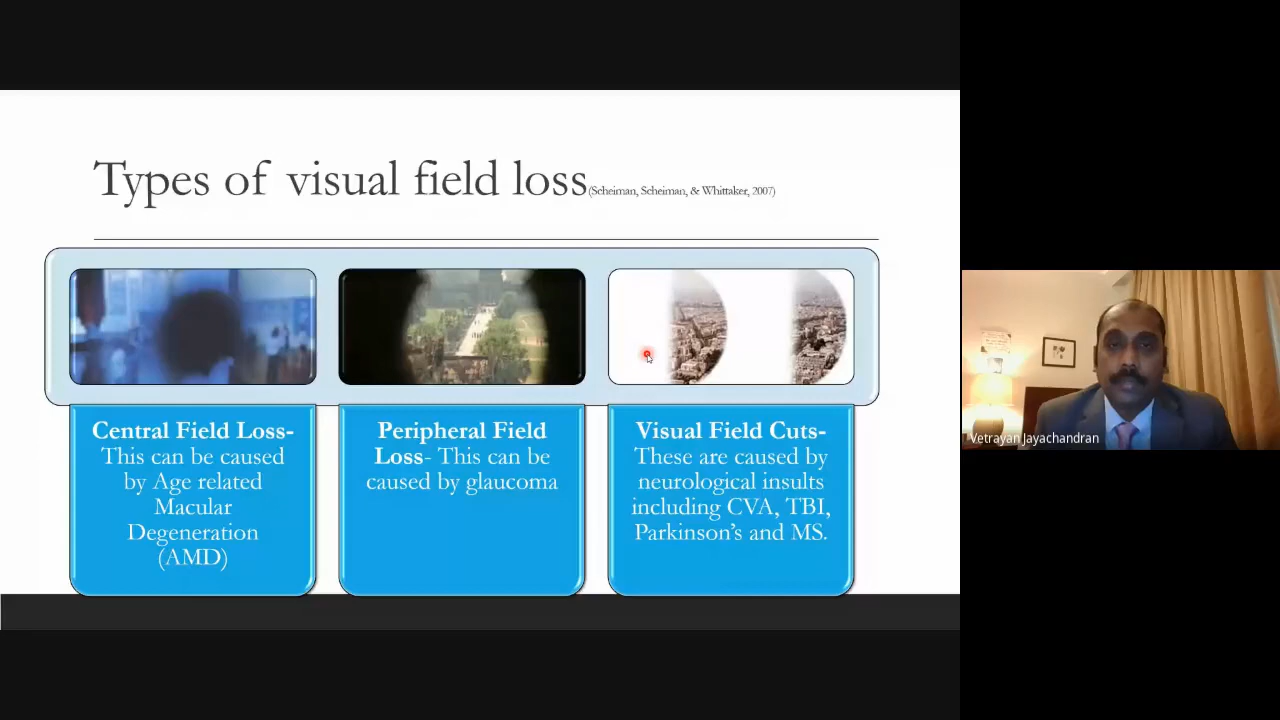 Types of visual field loss(Scheiman, Scheiman, & Whittaker, 2007)
Central Field Loss-
This can be caused
by Age related
Macular
Degeneration
(AMD)
Peripheral Field
Loss- This can be
caused by glaucoma
Visual Field Cuts-
These are caused by
neurological insults
including CVA, TBI,
Parkinson's and MS.
Vetrayan Jayachandran